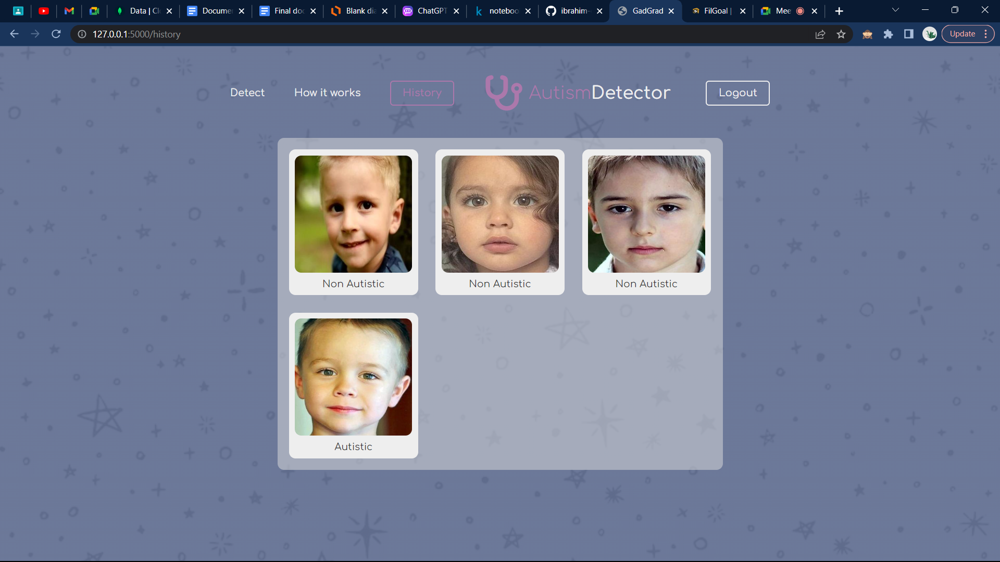 Data | Cl
Docume
Final doc
Blank dia
ChatGPT
noteboo
ibrahim-
GadGrad
FilGoal |
Mee
127.0.0.1:5000/history
Update
Detect
How it works
History
AutismDetector
Logout
Non Autistic
Non Autistic
Non Autistic
Autistic